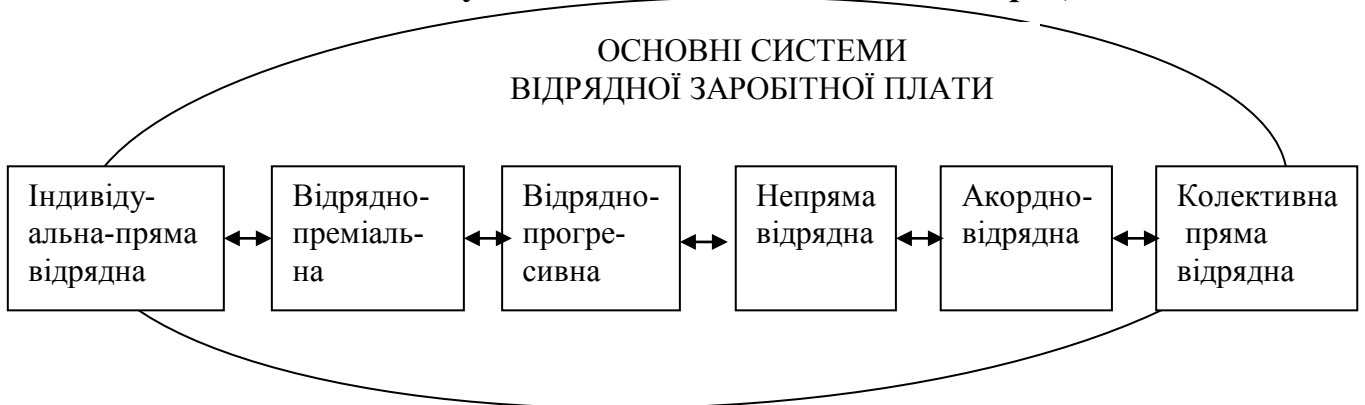 ОСНОВНІ СИСТЕМИ
ВІДРЯДНОЇ ЗАРОБІТНОЇ ПЛАТИ
Індивіду-
альна-пряма
відрядна
Відрядно-
преміаль-
на
Відрядно-
прогре-
сивна
Непряма
відрядна
Акордно-
відрядна
Колективна
пряма
відрядна